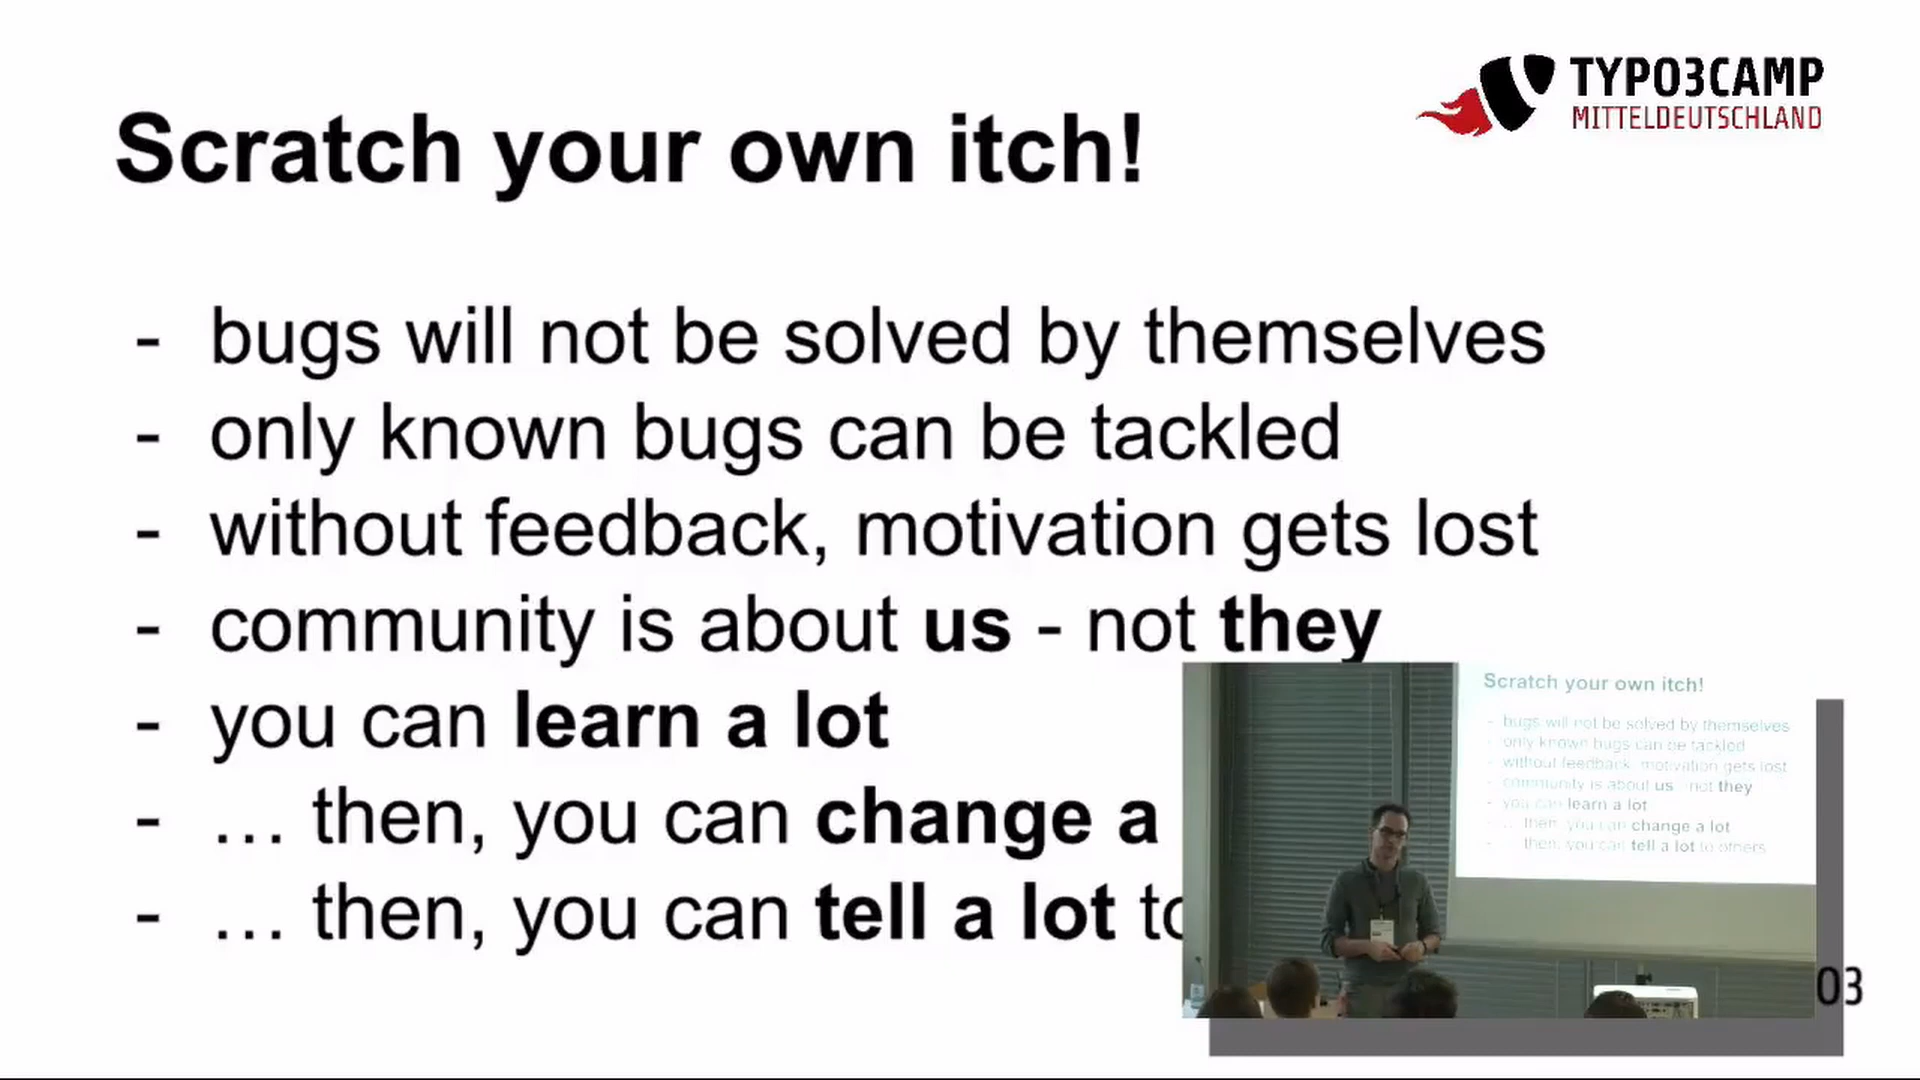 TYPO3CAMP
MITTELDEUTSCHLAND
Scratch your own itch!
- bugs will not be solved by themselves
- only known bugs can be tackled
- without feedback, motivation gets lost
- community is about us - not they
- you can learn a lot
- … then, you can change a
- … then, you can tell a lot to
Scratch your own itch!
- bugs will not be solved by themselves
- only known bugs can be tackled
- without feedback, motivation gets lost
- community is about us - not they
- you can learn a lot
- … then, you can change a lot
- … then, you can tell a lot to others
03